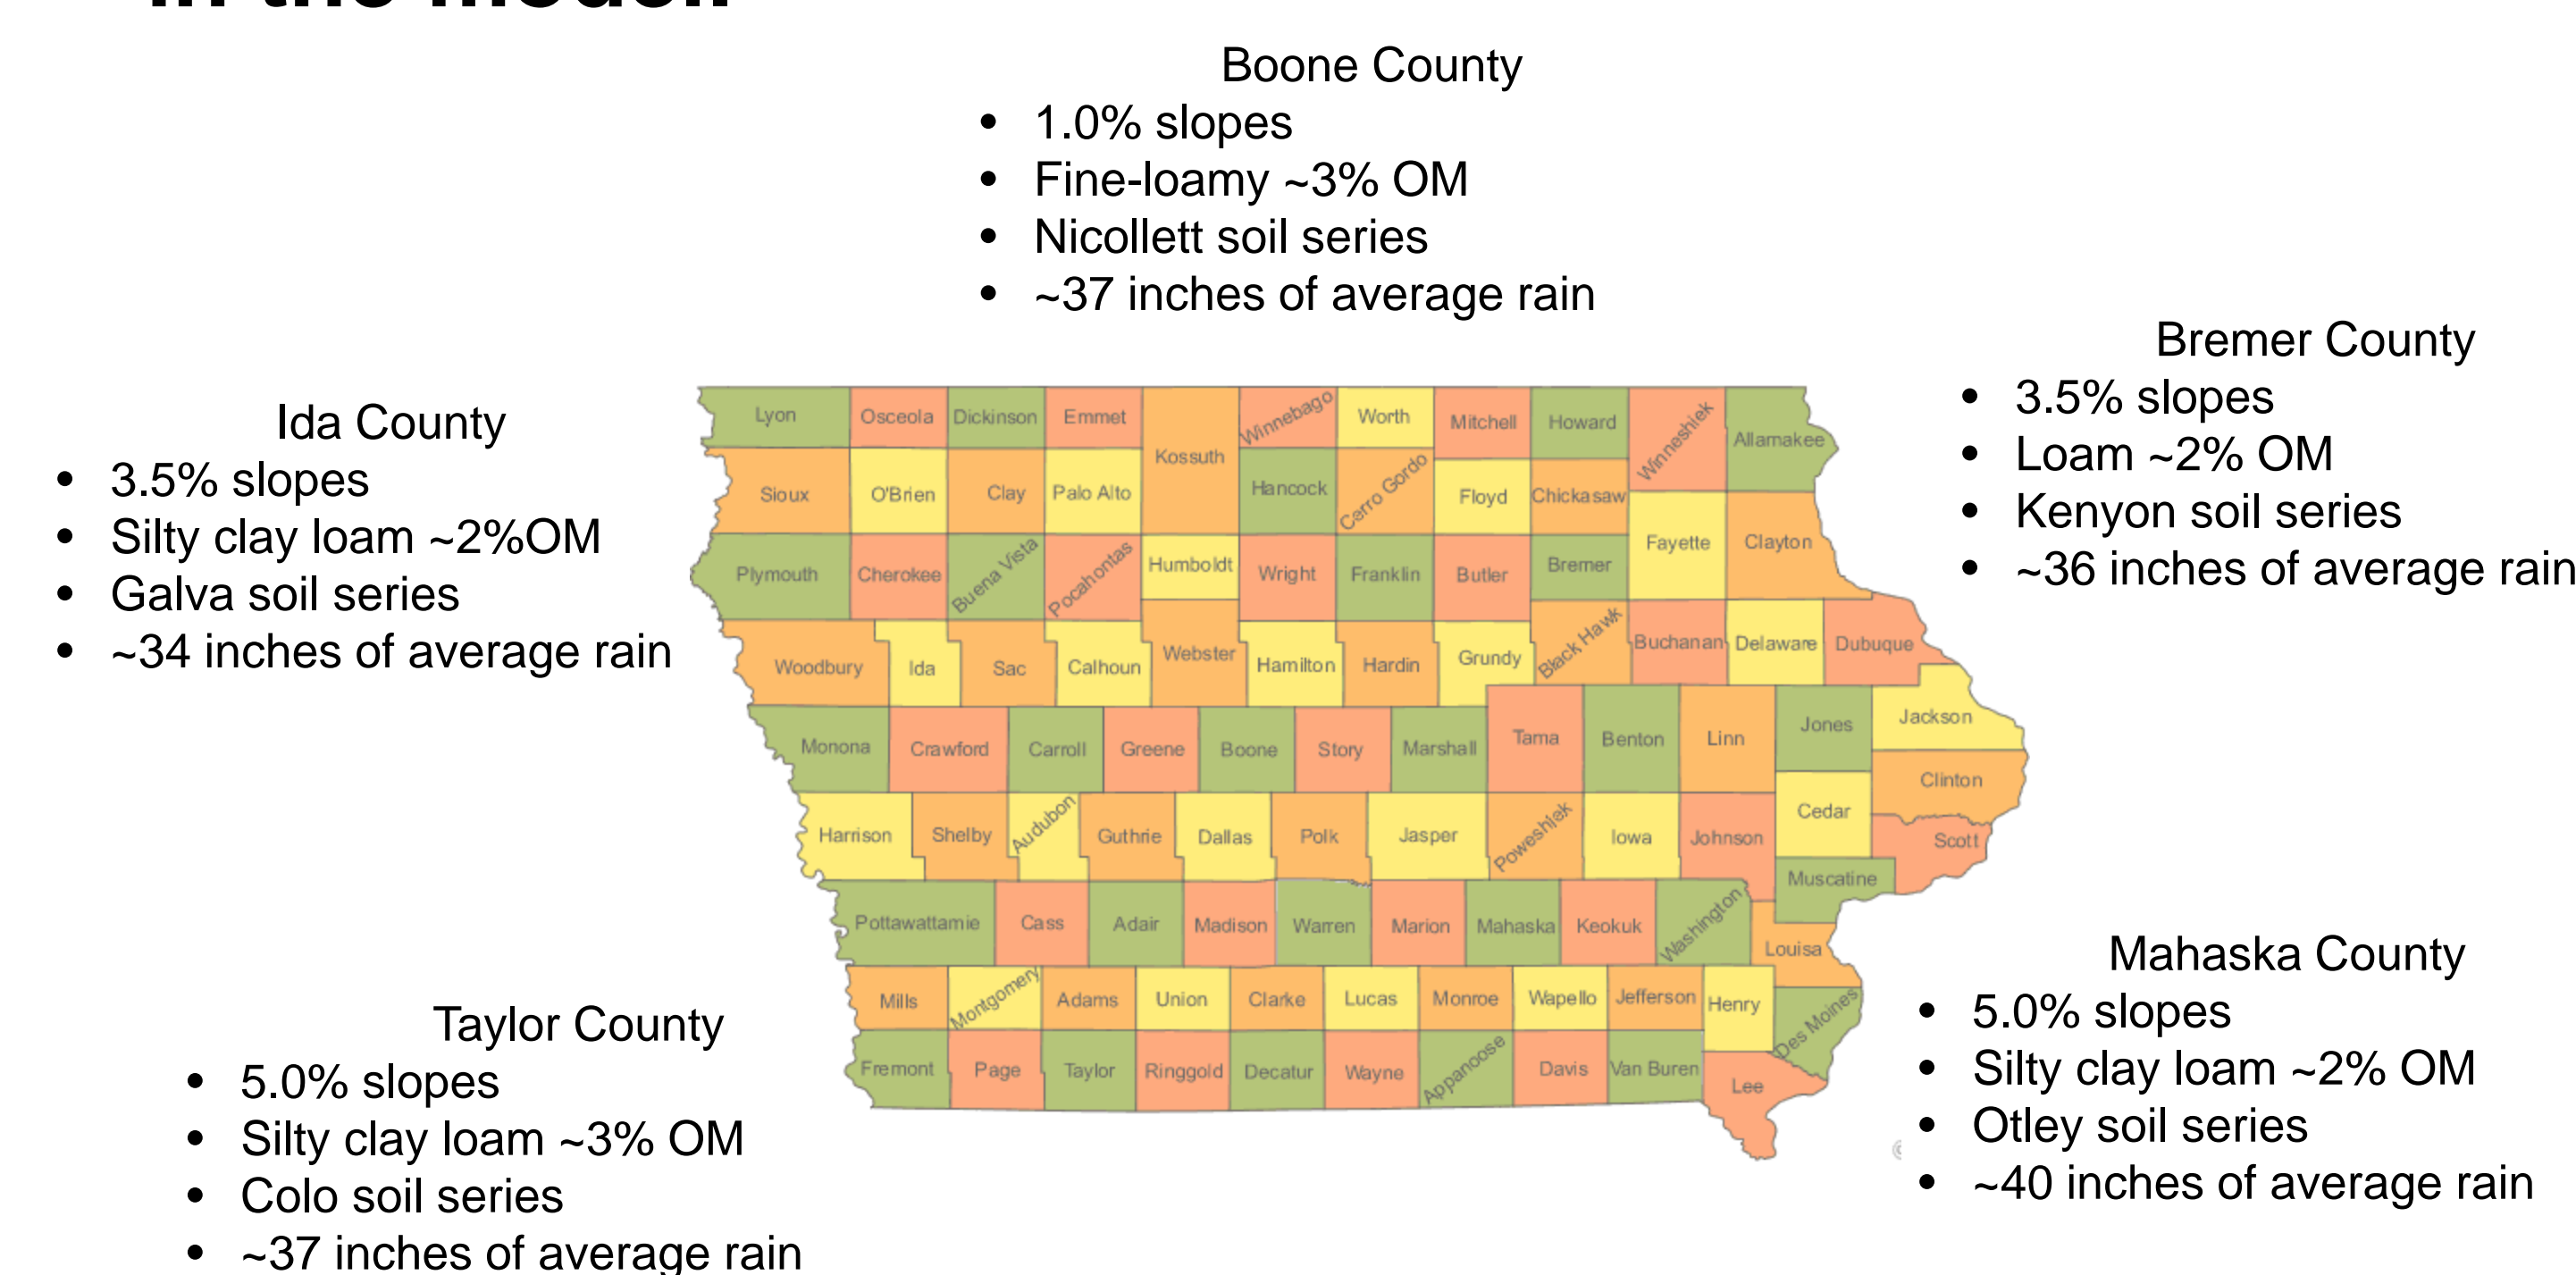 in the model:
Boone County
• 1.0% slopes
• Fine-loamy ~3% OM
• Nicollett soil series
• ~37 inches of average rain
Bremer County
• 3.5% slopes
• Loam ~2% OM
• Kenyon soil series
• ~36 inches of average rain
Ida County
• 3.5% slopes
• Silty clay loam ~2%OM
• Galva soil series
• ~34 inches of average rain
Lyon Osceola Dickinson Emmet Kossuth Winnebago Worth Mitchell Howard Winneshiek Allamakee
Sioux O'Brien Clay Palo Alto Hancock Cerro Gordo Floyd Chickasaw
Plymouth Cherokee Buena Vista Pocahontas Humboldt Wright Franklin Butler Bremer Fayette Clayton
Woodbury Ida Sac Calhoun Webster Hamilton Hardin Grundy Black Hawk Buchanan Delaware Dubuque
Monona Crawford Carroll Greene Boone Story Marshall Tama Benton Linn Jones Jackson
Clinton
Harrison Shelby Audubon Guthrie Dallas Polk Jasper Poweshiek Iowa Johnson Cedar Scott
Muscatine
Pottawattamie Cass Adair Madison Warren Marion Mahaska Keokuk Washington Louisa
Mills Montgomery Adams Union Clarke Lucas Monroe Wapello Jefferson Henry Des Moines
Fremont Page Taylor Ringgold Decatur Wayne Appanoose Davis Van Buren Lee
Taylor County
• 5.0% slopes
• Silty clay loam ~3% OM
• Colo soil series
• ~37 inches of average rain
Mahaska County
• 5.0% slopes
• Silty clay loam ~2% OM
• Otley soil series
• ~40 inches of average rain